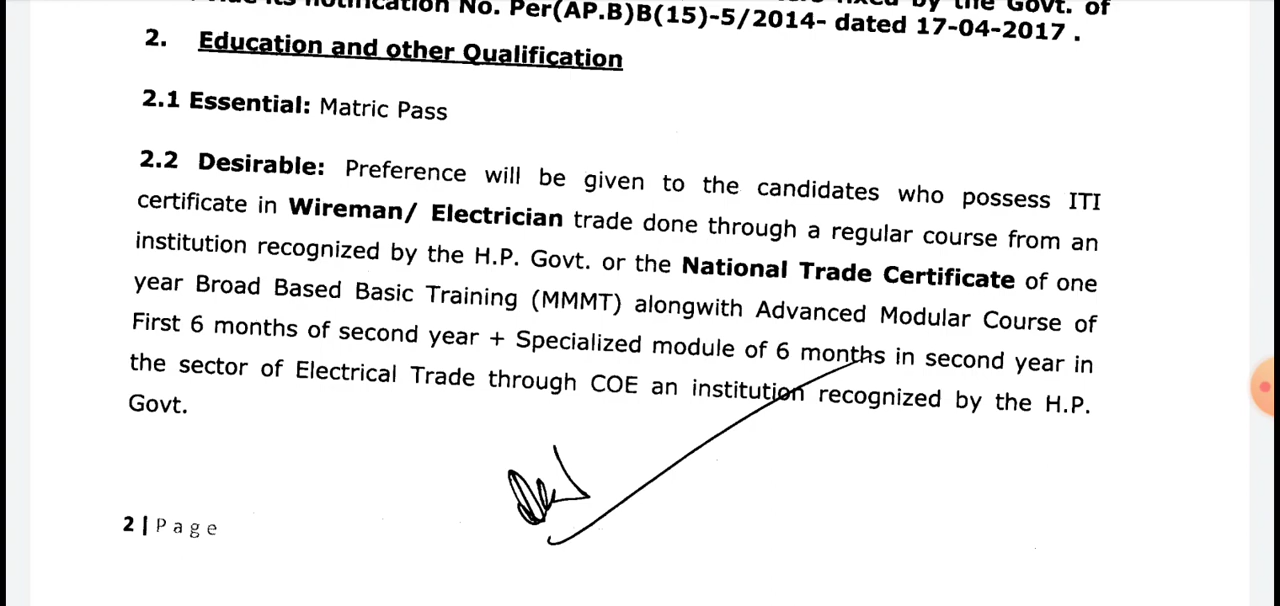 notification No. Per(AP.B)B(15)-5/2014- dated 17-04-2017 .
2. Education and other Qualification
2.1 Essential: Matric Pass
2.2 Desirable: Preference will be given to the candidates who possess ITI
certificate in Wireman/ Electrician trade done through a regular course from an
institution recognized by the H.P. Govt. or the National Trade Certificate of one
year Broad Based Basic Training (MMMT) alongwith Advanced Modular Course of
First 6 months of second year + Specialized module of 6 months in second year in
the sector of Electrical Trade through COE an institution recognized by the H.P.
Govt.
2 | P a g e